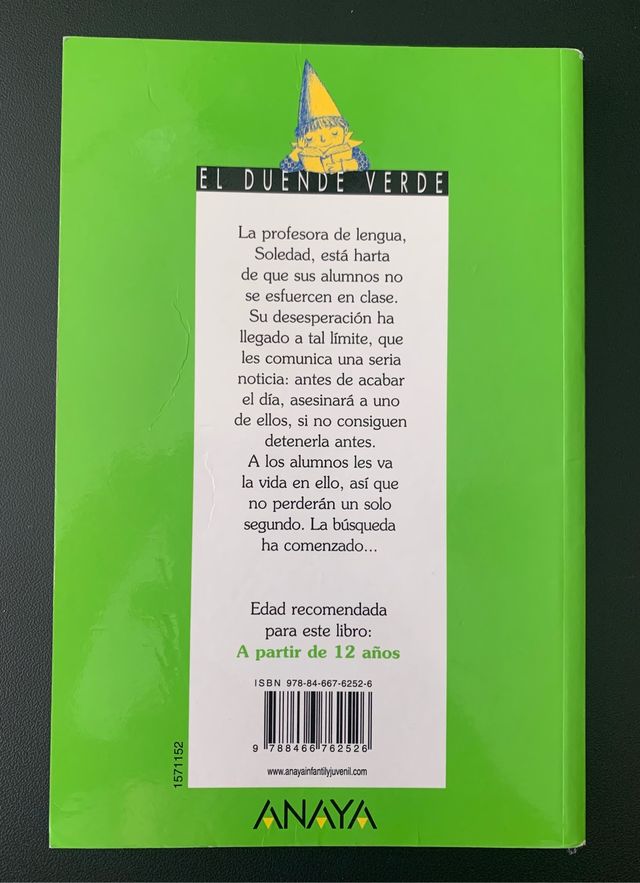 EL DUENDE VERDE
La profesora de lengua,
Soledad, está harta
de que sus alumnos no
se esfuercen en clase.
Su desesperación ha
llegado a tal límite, que
les comunica una seria
noticia: antes de acabar
el día, asesinará a uno
de ellos, si no consiguen
detenerla antes.
A los alumnos les va
la vida en ello, así que
no perderán un solo
segundo. La búsqueda
ha comenzado...
Edad recomendada
para este libro:
A partir de 12 años
ISBN 978-84-667-6252-6
9 788466 762526
www.anayainfantilyjuvenil.com
1571152
ANAYA